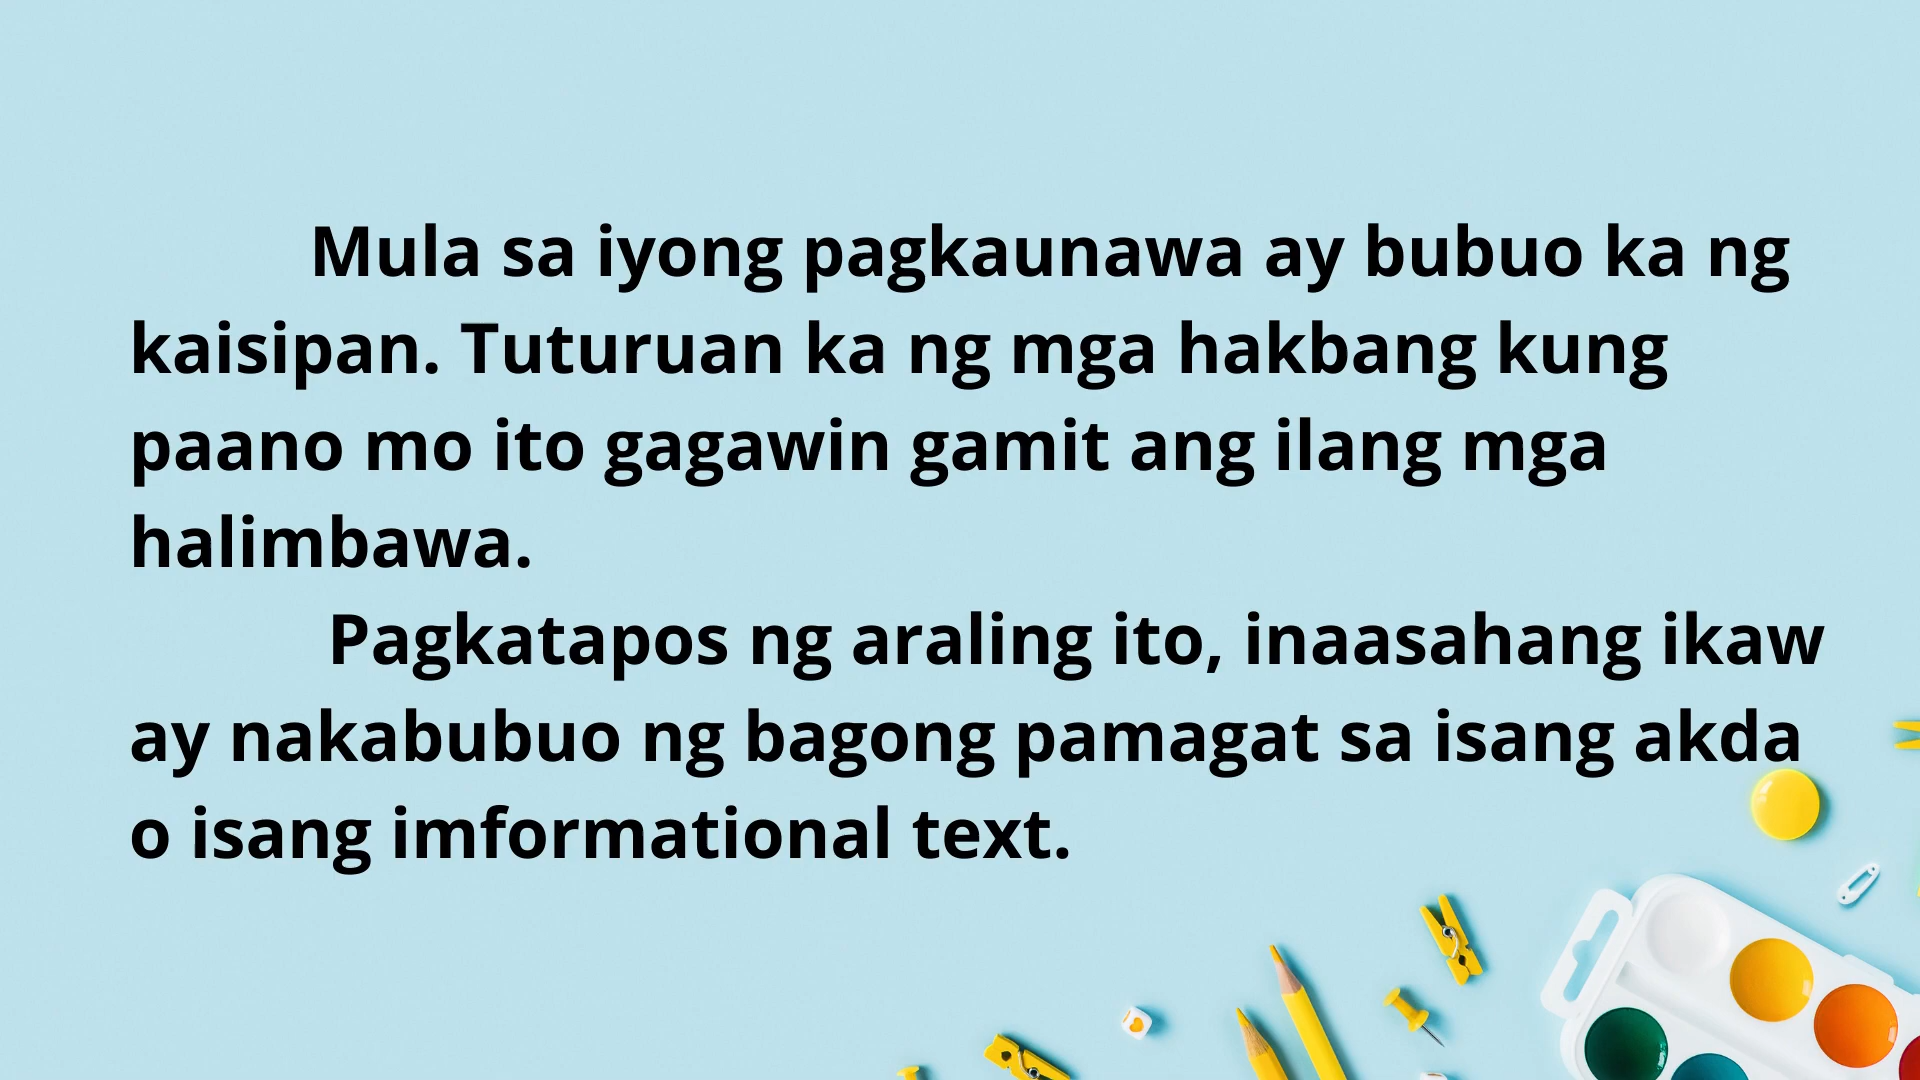 Mula sa iyong pagkaunawa ay bubuo ka ng
kaisipan. Tuturuan ka ng mga hakbang kung
paano mo ito gagawin gamit ang ilang mga
halimbawa.
Pagkatapos ng araling ito, inaasahang ikaw
ay nakabubuo ng bagong pamagat sa isang akda
o isang imformational text.